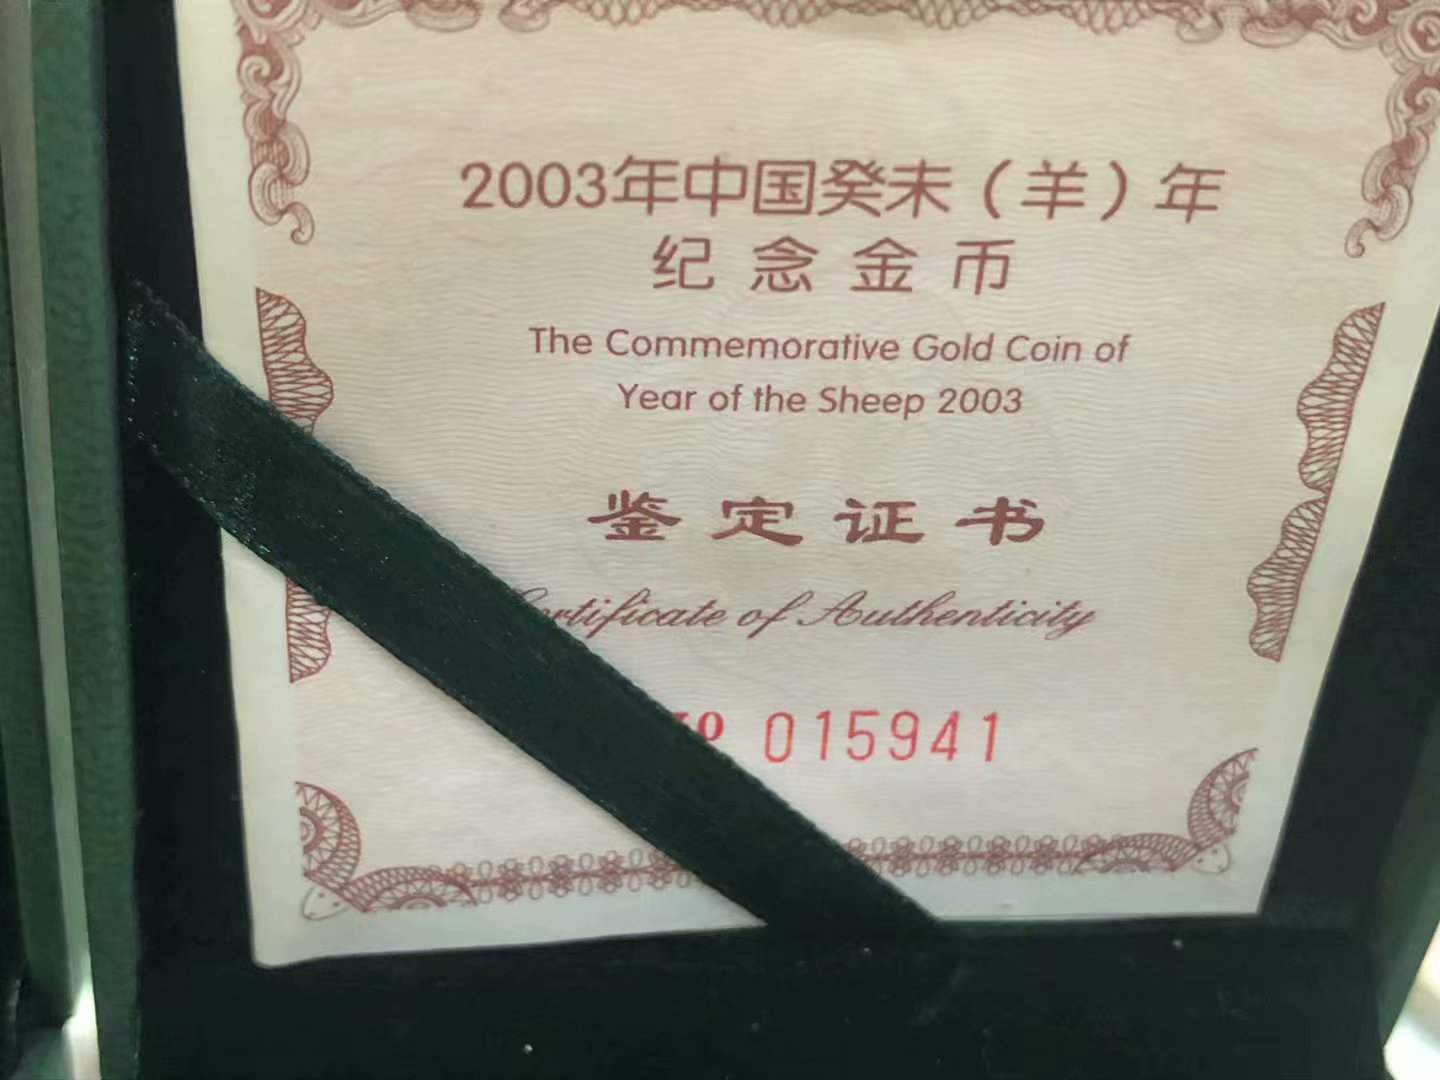 2003年中国癸未（羊）年
纪念金币
The Commemorative Gold Coin of
Year of the Sheep 2003
鉴定证书
Certificate of Authenticity
№ 015941